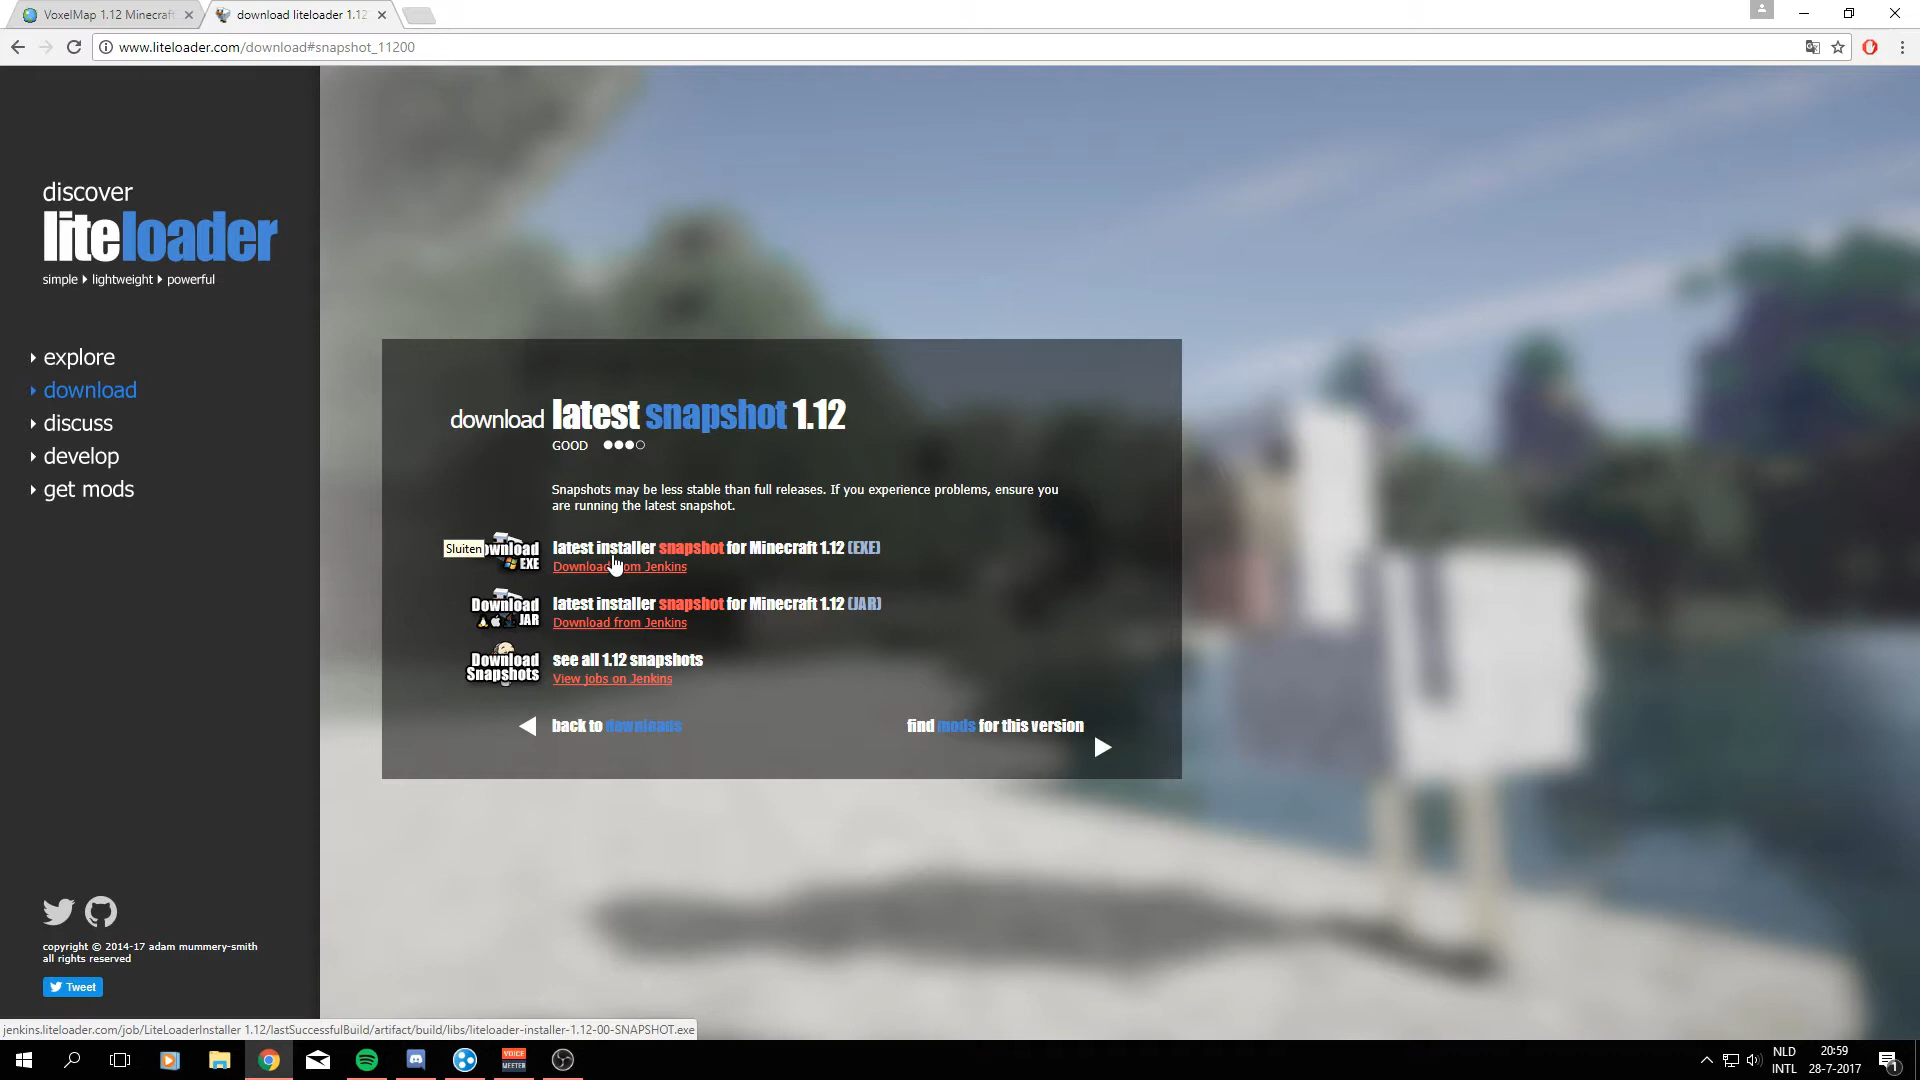 VoxelMap 1.12 Minecraft
download liteloader 1.12
www.liteloader.com/download#snapshot_11200
discover
liteloader
simple lightweight powerful
explore
download
discuss
develop
get mods
download latest snapshot 1.12
GOOD
Snapshots may be less stable than full releases. If you experience problems, ensure you
are running the latest snapshot.
Sluiten
EXE
latest installer snapshot for Minecraft 1.12 (EXE)
Download from Jenkins
Download
JAR
latest installer snapshot for Minecraft 1.12 (JAR)
Download from Jenkins
Download
Snapshots
see all 1.12 snapshots
View jobs on Jenkins
back to downloads
find mods for this version
copyright © 2014-17 adam mummery-smith
all rights reserved
Tweet
jenkins.liteloader.com/job/LiteLoaderInstaller 1.12/lastSuccessfulBuild/artifact/build/libs/liteloader-installer-1.12-00-SNAPSHOT.exe
VOICE
MEETER
NLD
INTL
20:59
28-7-2017
1